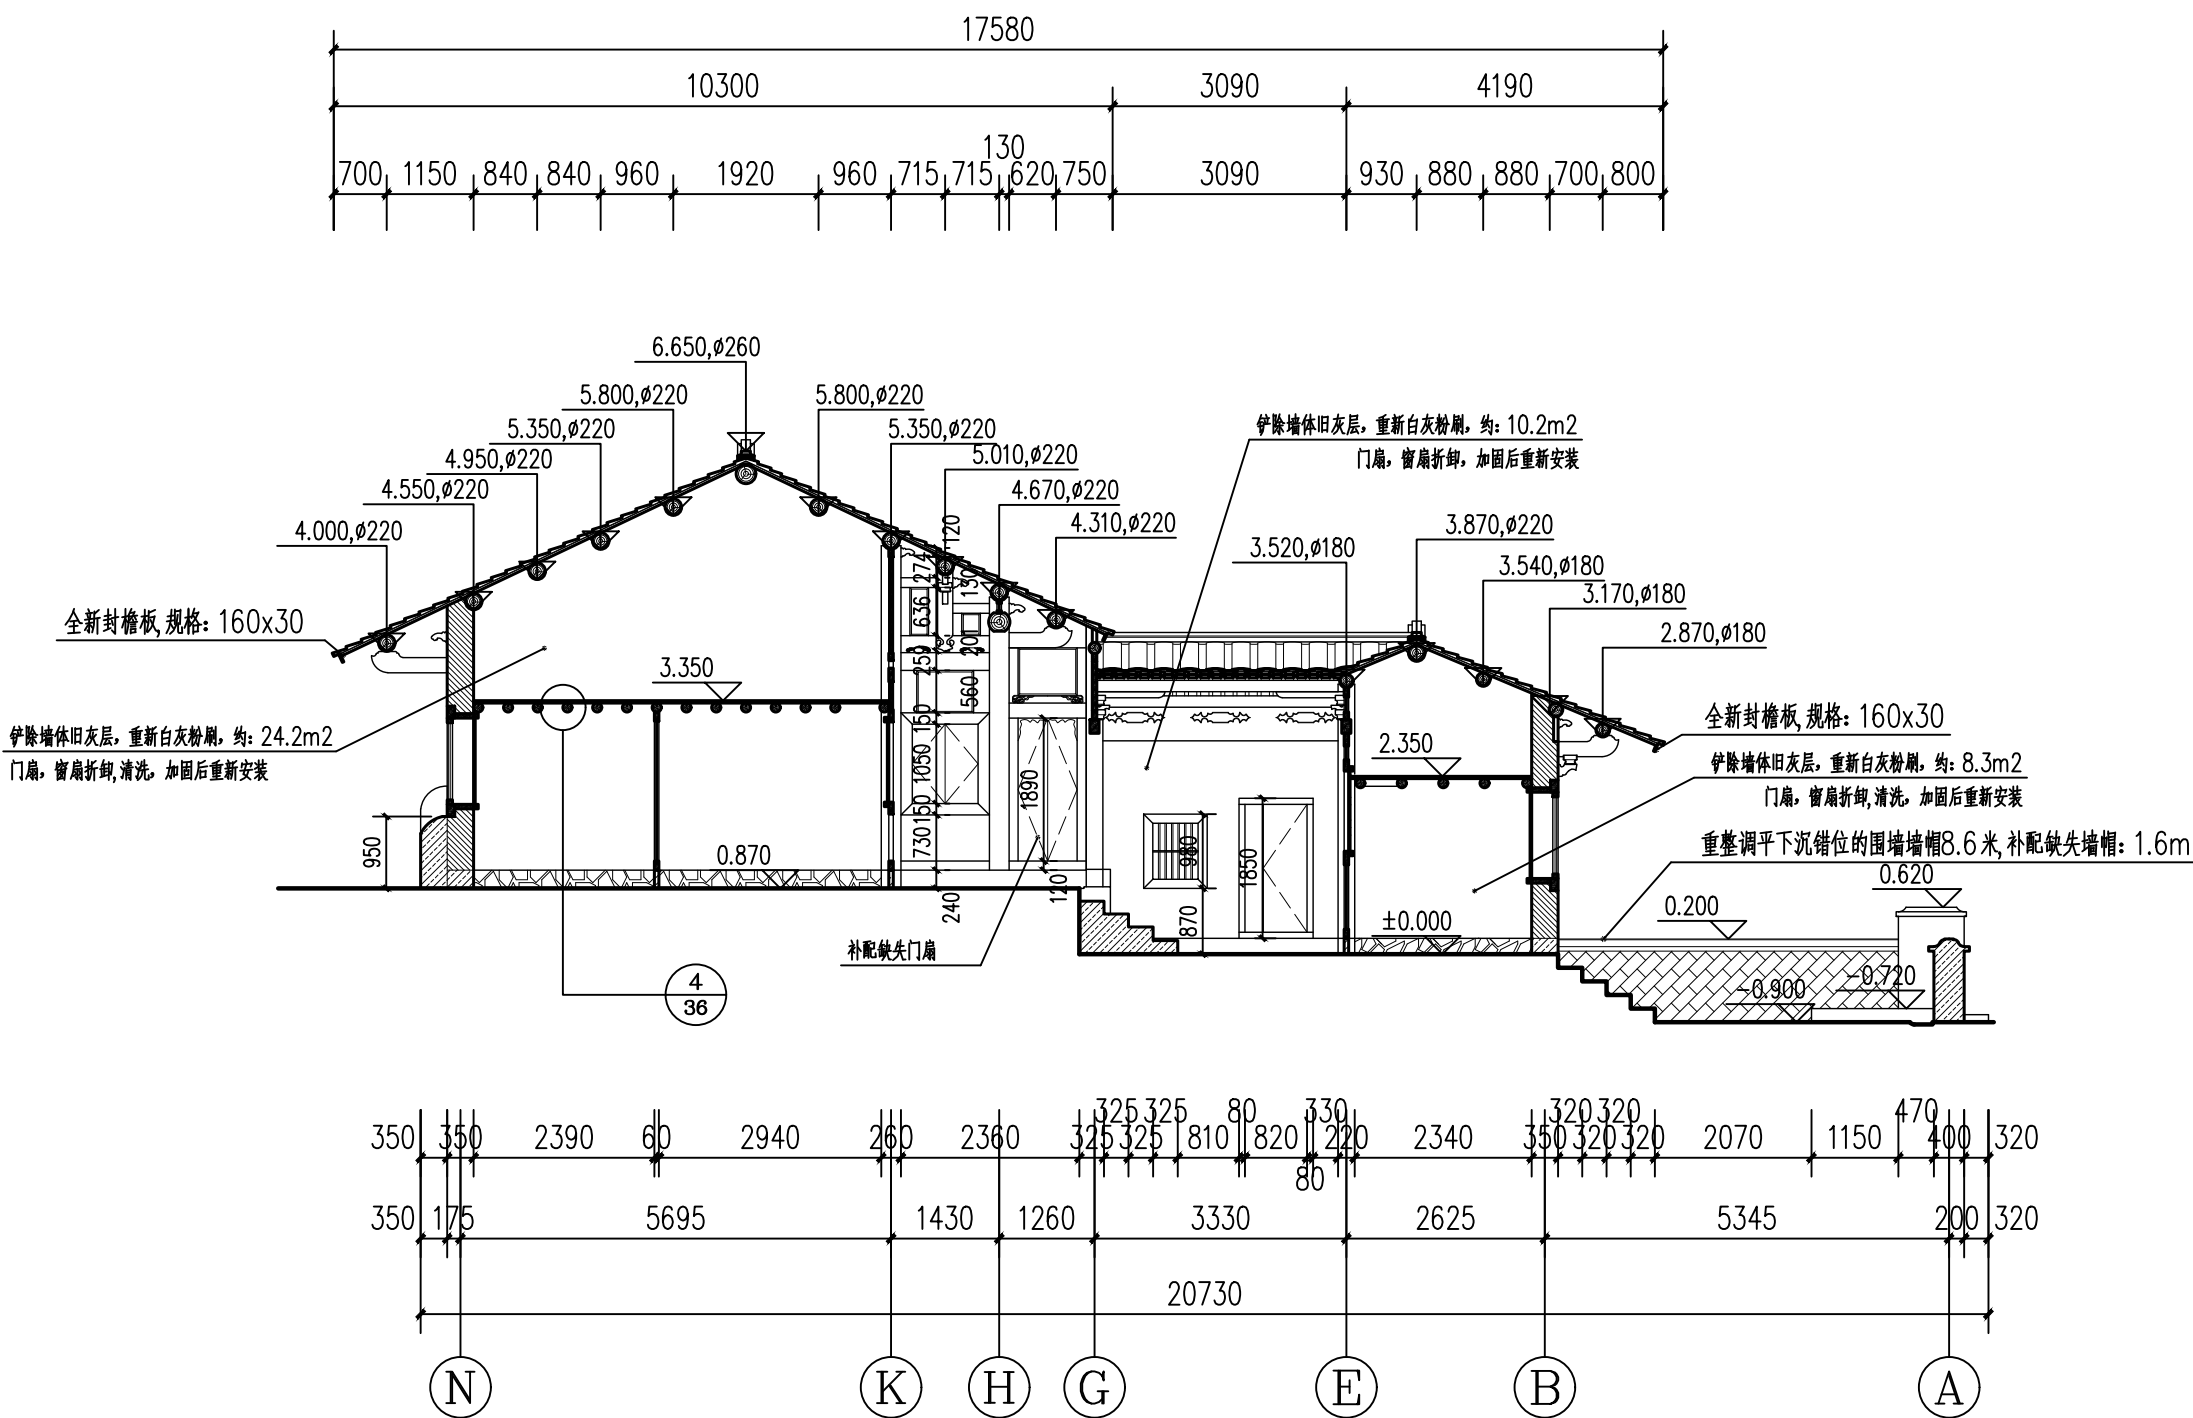 17580
10300 3090 4190
130
700 1150 840 840 960 1920 960 715 715 620 750 3090 930 880 880 700 800
6.650,ø260
5.800,ø220 5.800,ø220
5.350,ø220 5.350,ø220
4.950,ø220 5.010,ø220
4.550,ø220 4.670,ø220
4.000,ø220 4.310,ø220
铲除墙体旧灰层，重新白灰粉刷，约：10.2m2
门扇，窗扇折卸，加固后重新安装
3.870,ø220
3.520,ø180
3.540,ø180
3.170,ø180
2.870,ø180
全新封檐板,规格：160x30
3.350
铲除墙体旧灰层，重新白灰粉刷，约：24.2m2
门扇，窗扇折卸,清洗，加固后重新安装
950
0.870
120
274
130
636
20
259
560
150
1050
150
730
240
1890
120
补配缺失门扇
4
36
980
870
1850
2.350
±0.000
全新封檐板,规格：160x30
铲除墙体旧灰层，重新白灰粉刷，约：8.3m2
门扇，窗扇折卸,清洗，加固后重新安装
重整调平下沉错位的围墙墙帽8.6米,补配缺失墙帽：1.6m
0.620
0.200
-0.720
-0.900
325 325 80 330 320 320 470
350 350 2390 60 2940 260 2360 325 325 810 820 220 2340 350 320 320 2070 1150 400 320
80
350 175 5695 1430 1260 3330 2625 5345 200 320
20730
N K H G E B A